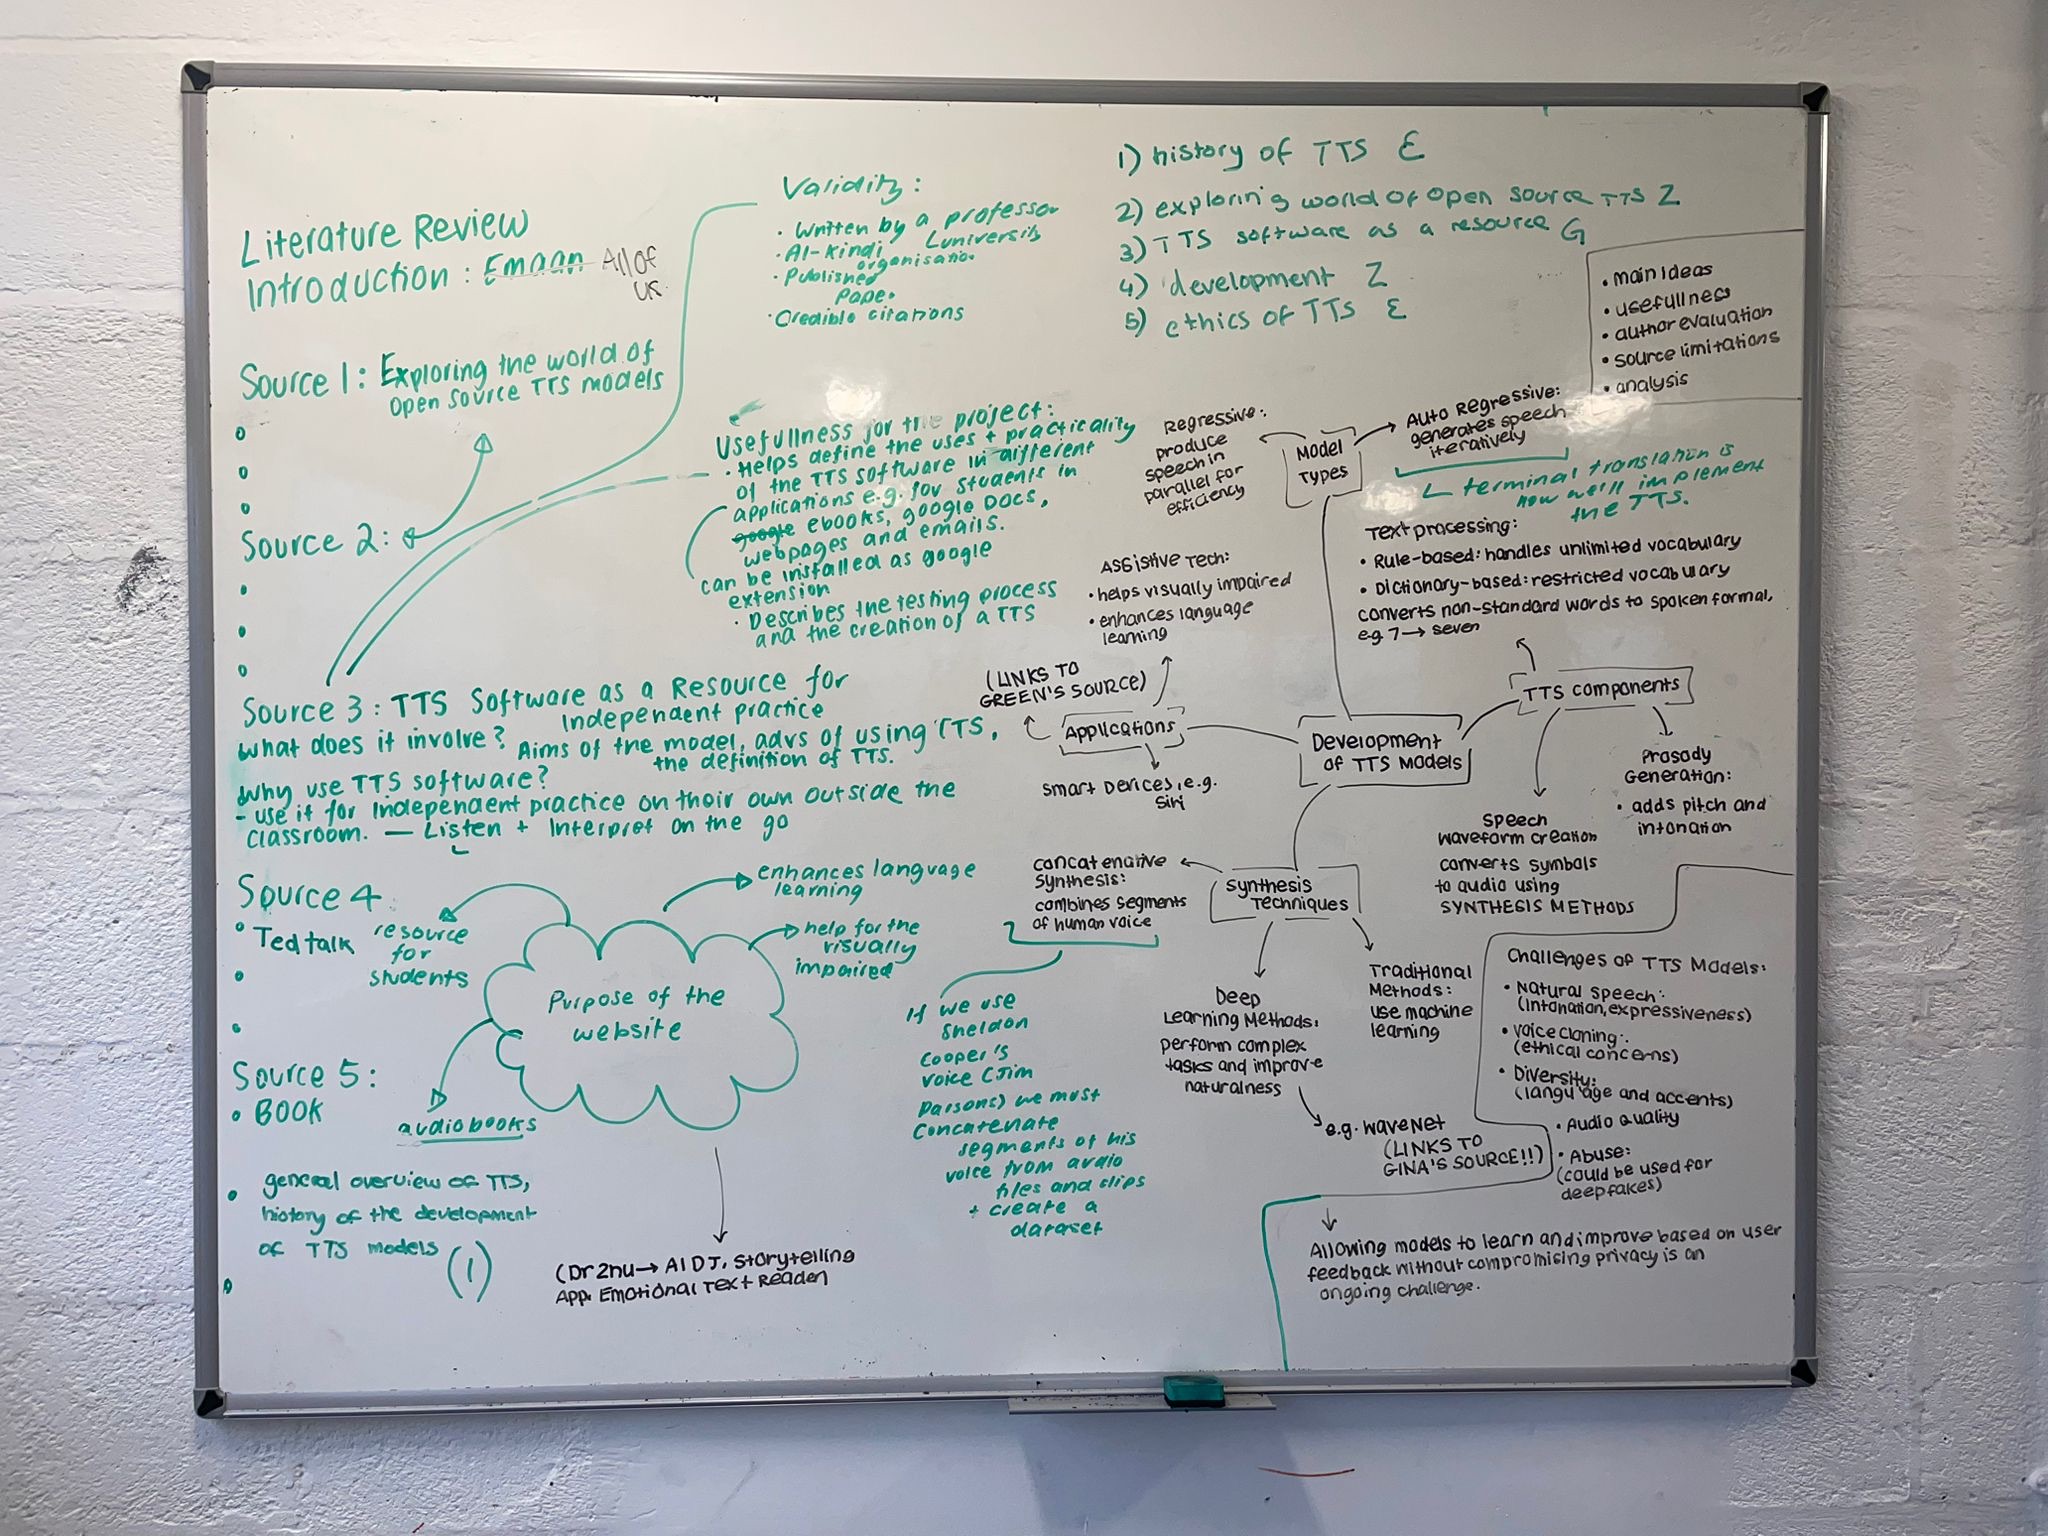 Literature Review
Introduction: Emaan All of
us.
Source 1: Exploring the world of
Open Source TTS models
Source 2:
Source 3: TTS Software as a Resource for
Independent practice
what does it involve? Aims of the model, advs of using TTS,
the definition of TTS.
Why use TTS software?
- use it for independent practice on their own outside the
classroom. — Listen + Interpret on the go
Source 4
• Ted talk
Source 5:
• BOOK
• general overview of TTS,
history of the development
of TTS models (1)
Validity:
• Written by a professor
university
• Al-Kindi
organisation
• Published
Paper
• Credible citations
Usefullness for the project:
• Helps define the uses + practicality
of the TTS software in different
applications e.g. for students in
google ebooks, google DOCS,
webpages and emails.
can be installed as google
extension
• Describes the testing process
and the creation of a TTS
1) history of TTS E
2) exploring world of open source TTS Z
3) TTS software as a resource G
4) development Z
5) ethics of TTS E
• main ideas
• usefullness
• author evaluation
• source limitations
• analysis
Development
of TTS Models
Model
Types
Regressive:
produce
speech in
parallel for
efficiency
Auto Regressive:
generates speech
iteratively
terminal translation is
how we'll implement
the TTS.
Text processing:
• Rule-based: handles unlimited vocabulary
• Dictionary-based: restricted vocabulary
converts non-standard words to spoken formal,
e.g. 7 → seven
TTS components
Prosady
Generation:
• adds pitch and
intonation
Speech
waveform creation
converts symbols
to audio using
SYNTHESIS METHODS
Assistive Tech:
• helps visually impaired
• enhances language
learning
(LINKS TO
GREEN'S SOURCE)
Applications
Smart Devices, e.g.
Siri
Synthesis
Techniques
concatenative
Synthesis:
combines segments
of human voice
If we use
Sheldon
Cooper's
voice (Jim
Parsons) we must
Concatenate
segments of his
voice from audio
files and clips
+ create a
dataset
Deep
Learning Methods:
perform complex
tasks and improve
naturalness
e.g. WaveNet
(LINKS TO
GINA'S SOURCE!!)
Traditional
Methods:
use machine
learning
Challenges of TTS Models:
• Natural speech:
(intonation, expressiveness)
• Voice cloning:
(ethical concerns)
• Diversity:
(language and accents)
• Audio quality
• Abuse:
(could be used for
deepfakes)
Allowing models to learn and improve based on user
feedback without compromising privacy is an
ongoing challenge.
Purpose of the
website
enhances language
learning
help for the
visually
impaired
resource
for
students
audiobooks
(Dr Zhu → AI DJ, storytelling
App, Emotional Text Reader)